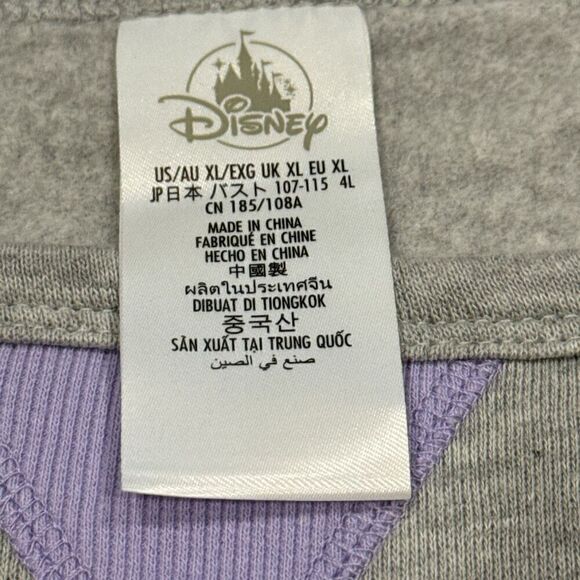 Disney
US/AU XL/EXG UK XL EU XL
JP日本 バスト 107-115 4L
CN 185/108A
MADE IN CHINA
FABRIQUÉ EN CHINE
HECHO EN CHINA
中國製
ผลิตในประเทศจีน
DIBUAT DI TIONGKOK
중국산
SẢN XUẤT TẠI TRUNG QUỐC
صنع في الصين